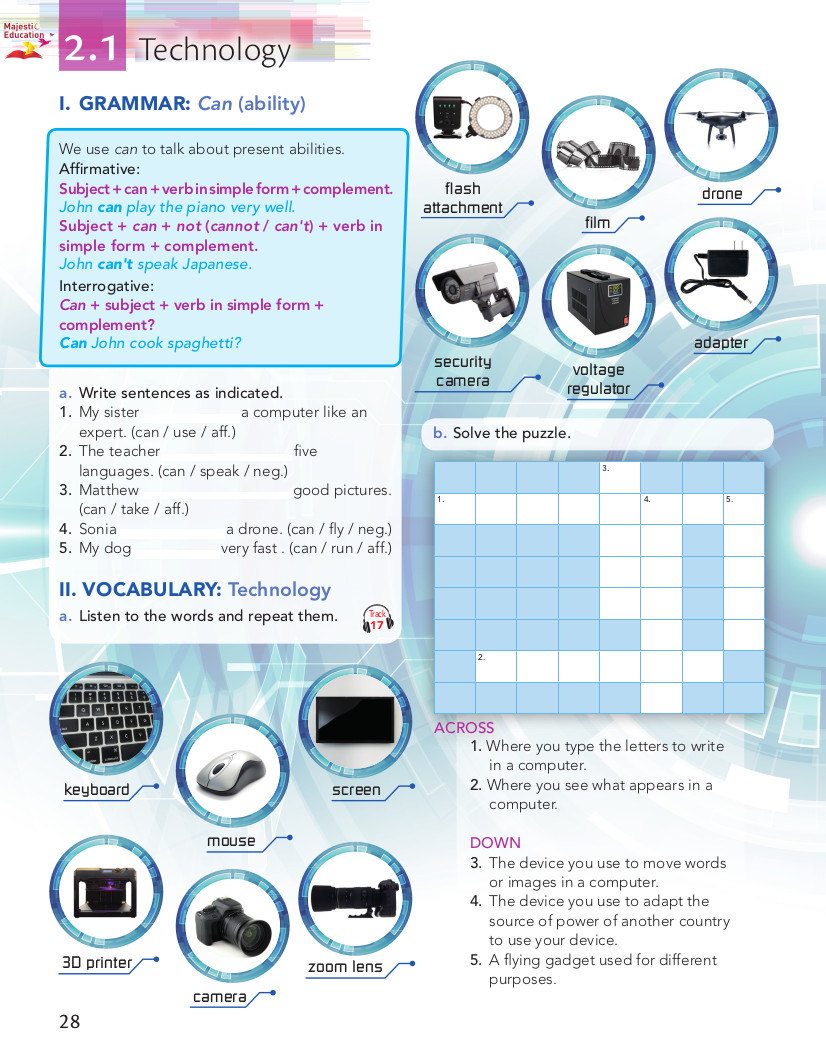 Majestic
Education
2.1 Technology
I. GRAMMAR: Can (ability)
We use can to talk about present abilities.
Affirmative:
Subject + can + verb in simple form + complement.
John can play the piano very well.
Subject + can + not (cannot / can't) + verb in
simple form + complement.
John can't speak Japanese.
Interrogative:
Can + subject + verb in simple form +
complement?
Can John cook spaghetti?
a. Write sentences as indicated.
1. My sister a computer like an
expert. (can / use / aff.)
2. The teacher five
languages. (can / speak / neg.)
3. Matthew good pictures.
(can / take / aff.)
4. Sonia a drone. (can / fly / neg.)
5. My dog very fast . (can / run / aff.)
II. VOCABULARY: Technology
a. Listen to the words and repeat them.
Track
17
keyboard
mouse
screen
3D printer
camera
zoom lens
flash
attachment
film
drone
security
camera
voltage
regulator
adapter
b. Solve the puzzle.
3.
1. 4. 5.
2.
ACROSS
1. Where you type the letters to write
in a computer.
2. Where you see what appears in a
computer.
DOWN
3. The device you use to move words
or images in a computer.
4. The device you use to adapt the
source of power of another country
to use your device.
5. A flying gadget used for different
purposes.
28